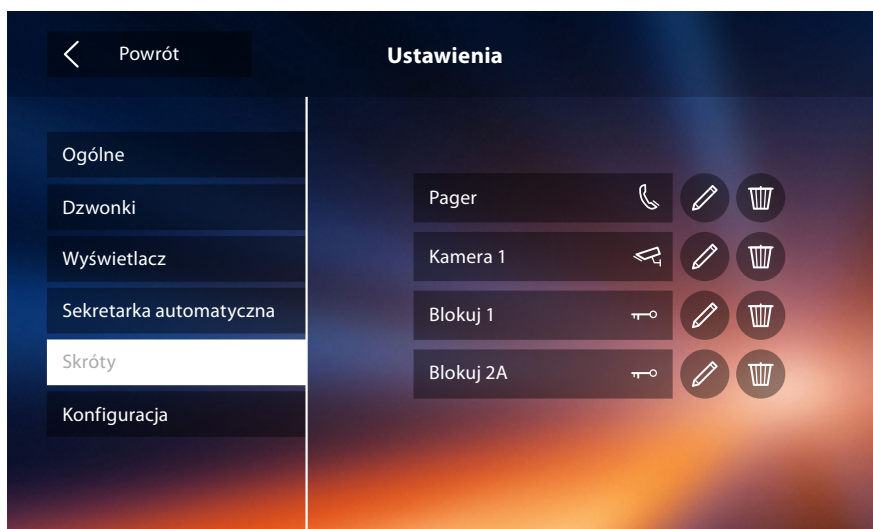 Powrót
Ustawienia
Ogólne
Dzwonki
Wyświetlacz
Sekretarka automatyczna
Skróty
Konfiguracja
Pager
Kamera 1
Blokuj 1
Blokuj 2A